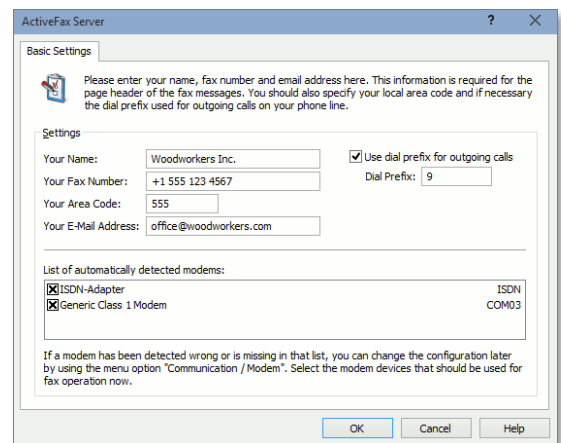 ActiveFax Server
Basic Settings
Please enter your name, fax number and email address here. This information is required for the
page header of the fax messages. You should also specify your local area code and if necessary
the dial prefix used for outgoing calls on your phone line.
Settings
Your Name: Woodworkers Inc. Use dial prefix for outgoing calls
Your Fax Number: +1 555 123 4567 Dial Prefix: 9
Your Area Code: 555
Your E-Mail Address: office@woodworkers.com
List of automatically detected modems:
ISDN-Adapter ISDN
Generic Class 1 Modem COM03
If a modem has been detected wrong or is missing in that list, you can change the configuration later
by using the menu option "Communication / Modem". Select the modem devices that should be used for
fax operation now.
OK Cancel Help